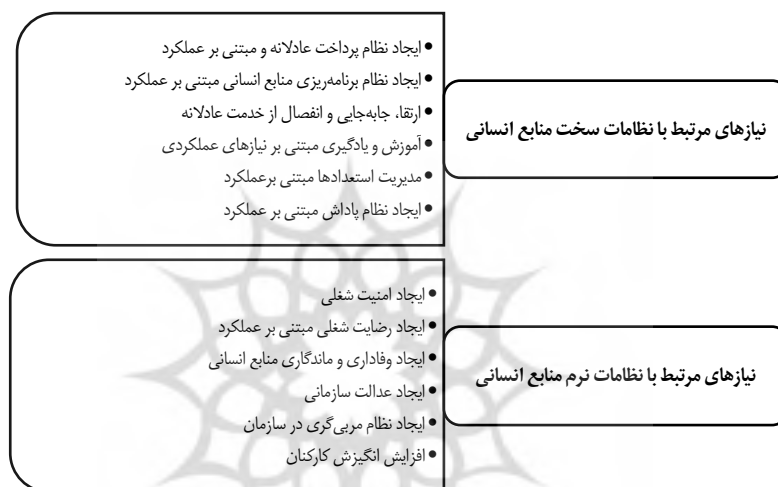 نیازهای مرتبط با نظامات سخت منابع انسانی
• ایجاد نظام پرداخت عادلانه و مبتنی بر عملکرد
• ایجاد نظام برنامه‌ریزی منابع انسانی مبتنی بر عملکرد
• ارتقا، جابه‌جایی و انفصال از خدمت عادلانه
• آموزش و یادگیری مبتنی بر نیازهای عملکردی
• مدیریت استعدادها مبتنی برعملکرد
• ایجاد نظام پاداش مبتنی بر عملکرد
نیازهای مرتبط با نظامات نرم منابع انسانی
• ایجاد امنیت شغلی
• ایجاد رضایت شغلی مبتنی بر عملکرد
• ایجاد وفاداری و ماندگاری منابع انسانی
• ایجاد عدالت سازمانی
• ایجاد نظام مربی‌گری در سازمان
• افزایش انگیزش کارکنان